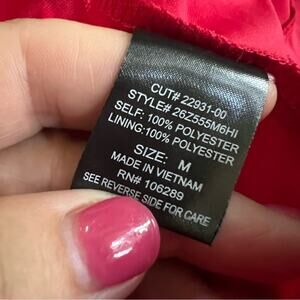 CUT# 22931-00
STYLE# 26Z555M6HI
SELF: 100% POLYESTER
LINING:100% POLYESTER
SIZE: M
MADE IN VIETNAM
RN# 106289
SEE REVERSE SIDE FOR CARE